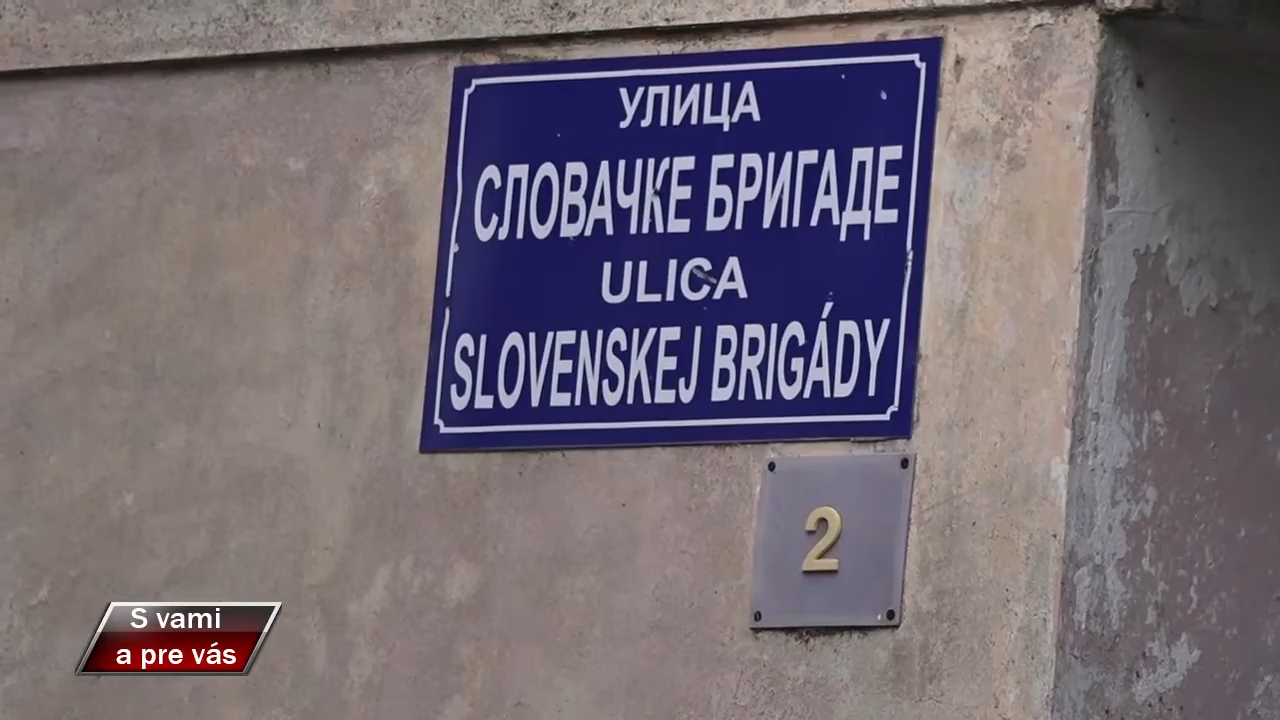 УЛИЦА
СЛОВАЧКЕ БРИГАДЕ
ULICA
SLOVENSKEJ BRIGÁDY
2
S vami
a pre vás